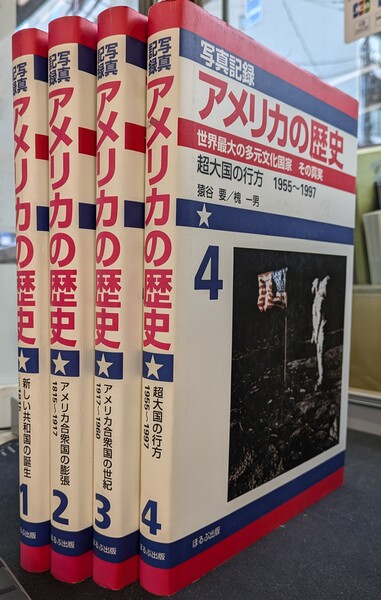 写真記録
アメリカの歴史
新しい共和国の誕生
1
ほるぷ出版
写真記録
アメリカの歴史
アメリカ合衆国の膨張
1815〜1917
2
ほるぷ出版
写真記録
アメリカの歴史
アメリカ合衆国の世紀
1917〜1960
3
ほるぷ出版
写真記録
アメリカの歴史
超大国の行方
1955〜1997
4
ほるぷ出版
写真記録
アメリカの歴史
世界最大の多元文化国家 その真実
超大国の行方 1955〜1997
猿谷 要/槐 一男
4
JCB